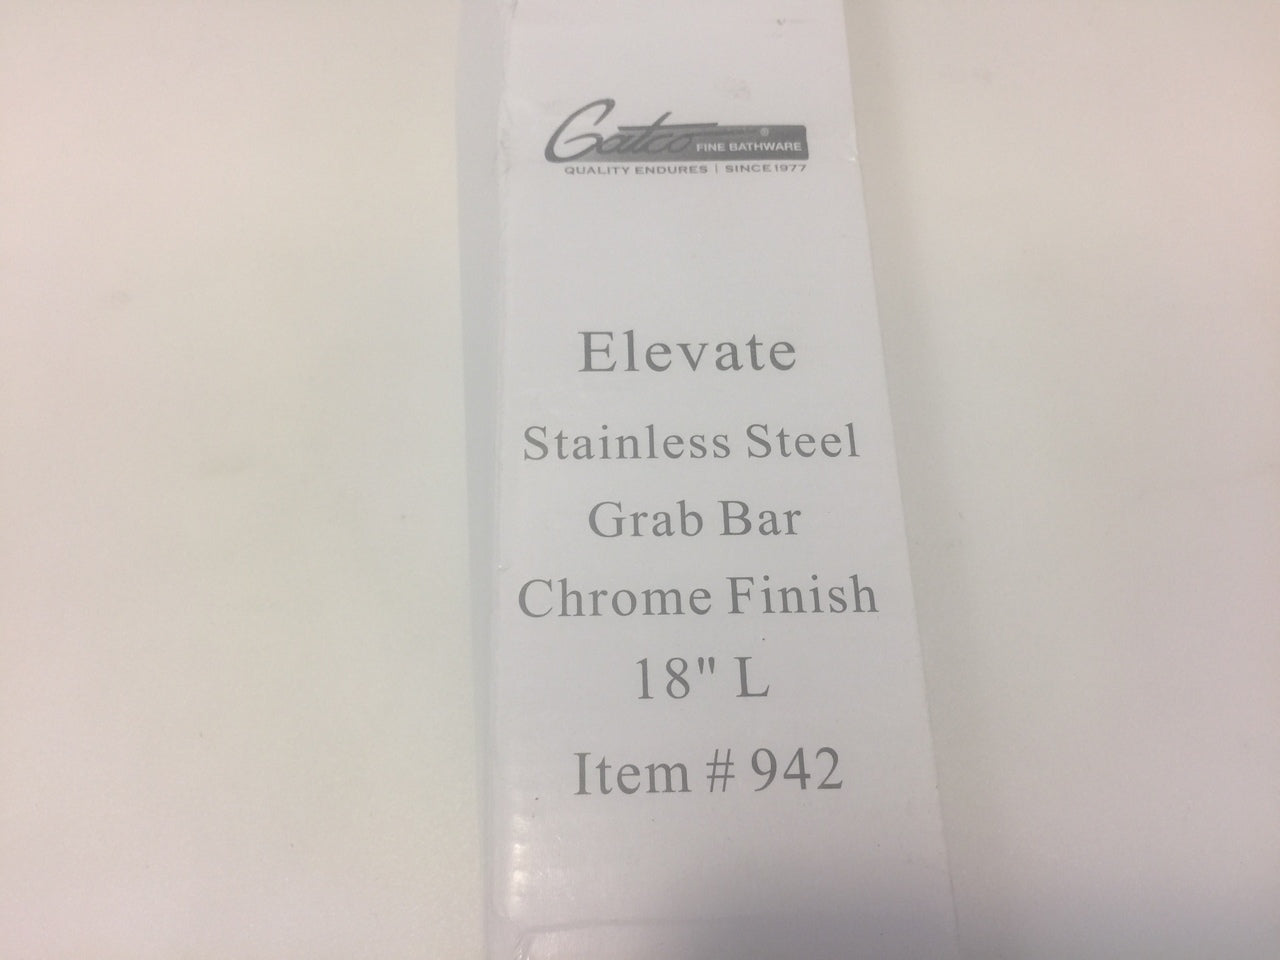 Gatco ® FINE BATHWARE
QUALITY ENDURES | SINCE 1977
Elevate
Stainless Steel
Grab Bar
Chrome Finish
18" L
Item # 942